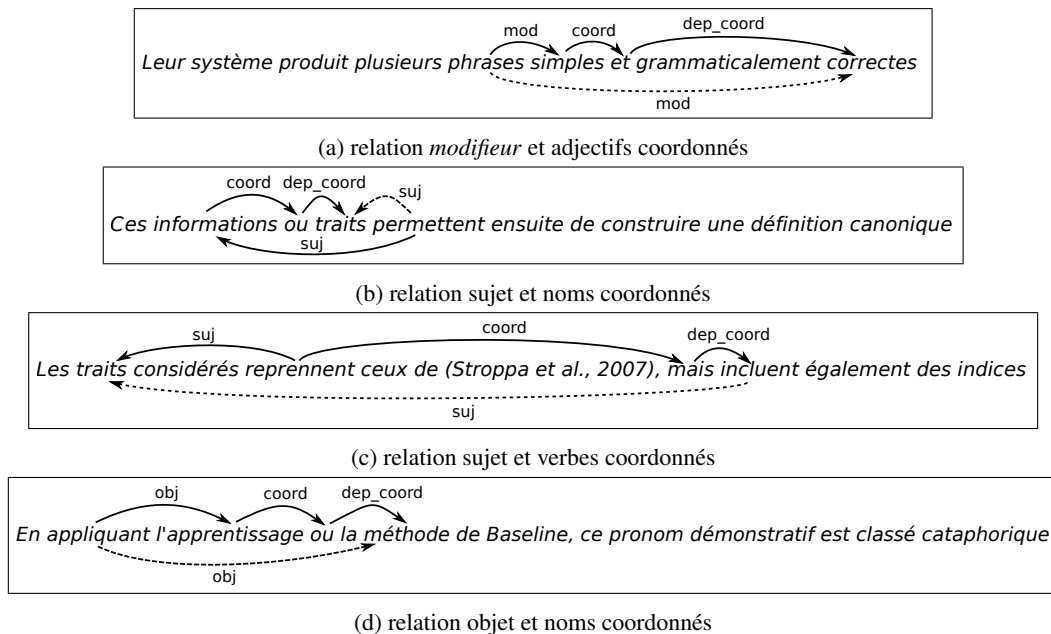 mod coord dep_coord
Leur système produit plusieurs phrases simples et grammaticalement correctes
mod
(a) relation modifieur et adjectifs coordonnés
coord dep_coord suj
Ces informations ou traits permettent ensuite de construire une définition canonique
suj
(b) relation sujet et noms coordonnés
suj coord dep_coord
Les traits considérés reprennent ceux de (Stroppa et al., 2007), mais incluent également des indices
suj
(c) relation sujet et verbes coordonnés
obj coord dep_coord
En appliquant l'apprentissage ou la méthode de Baseline, ce pronom démonstratif est classé cataphorique
obj
(d) relation objet et noms coordonnés